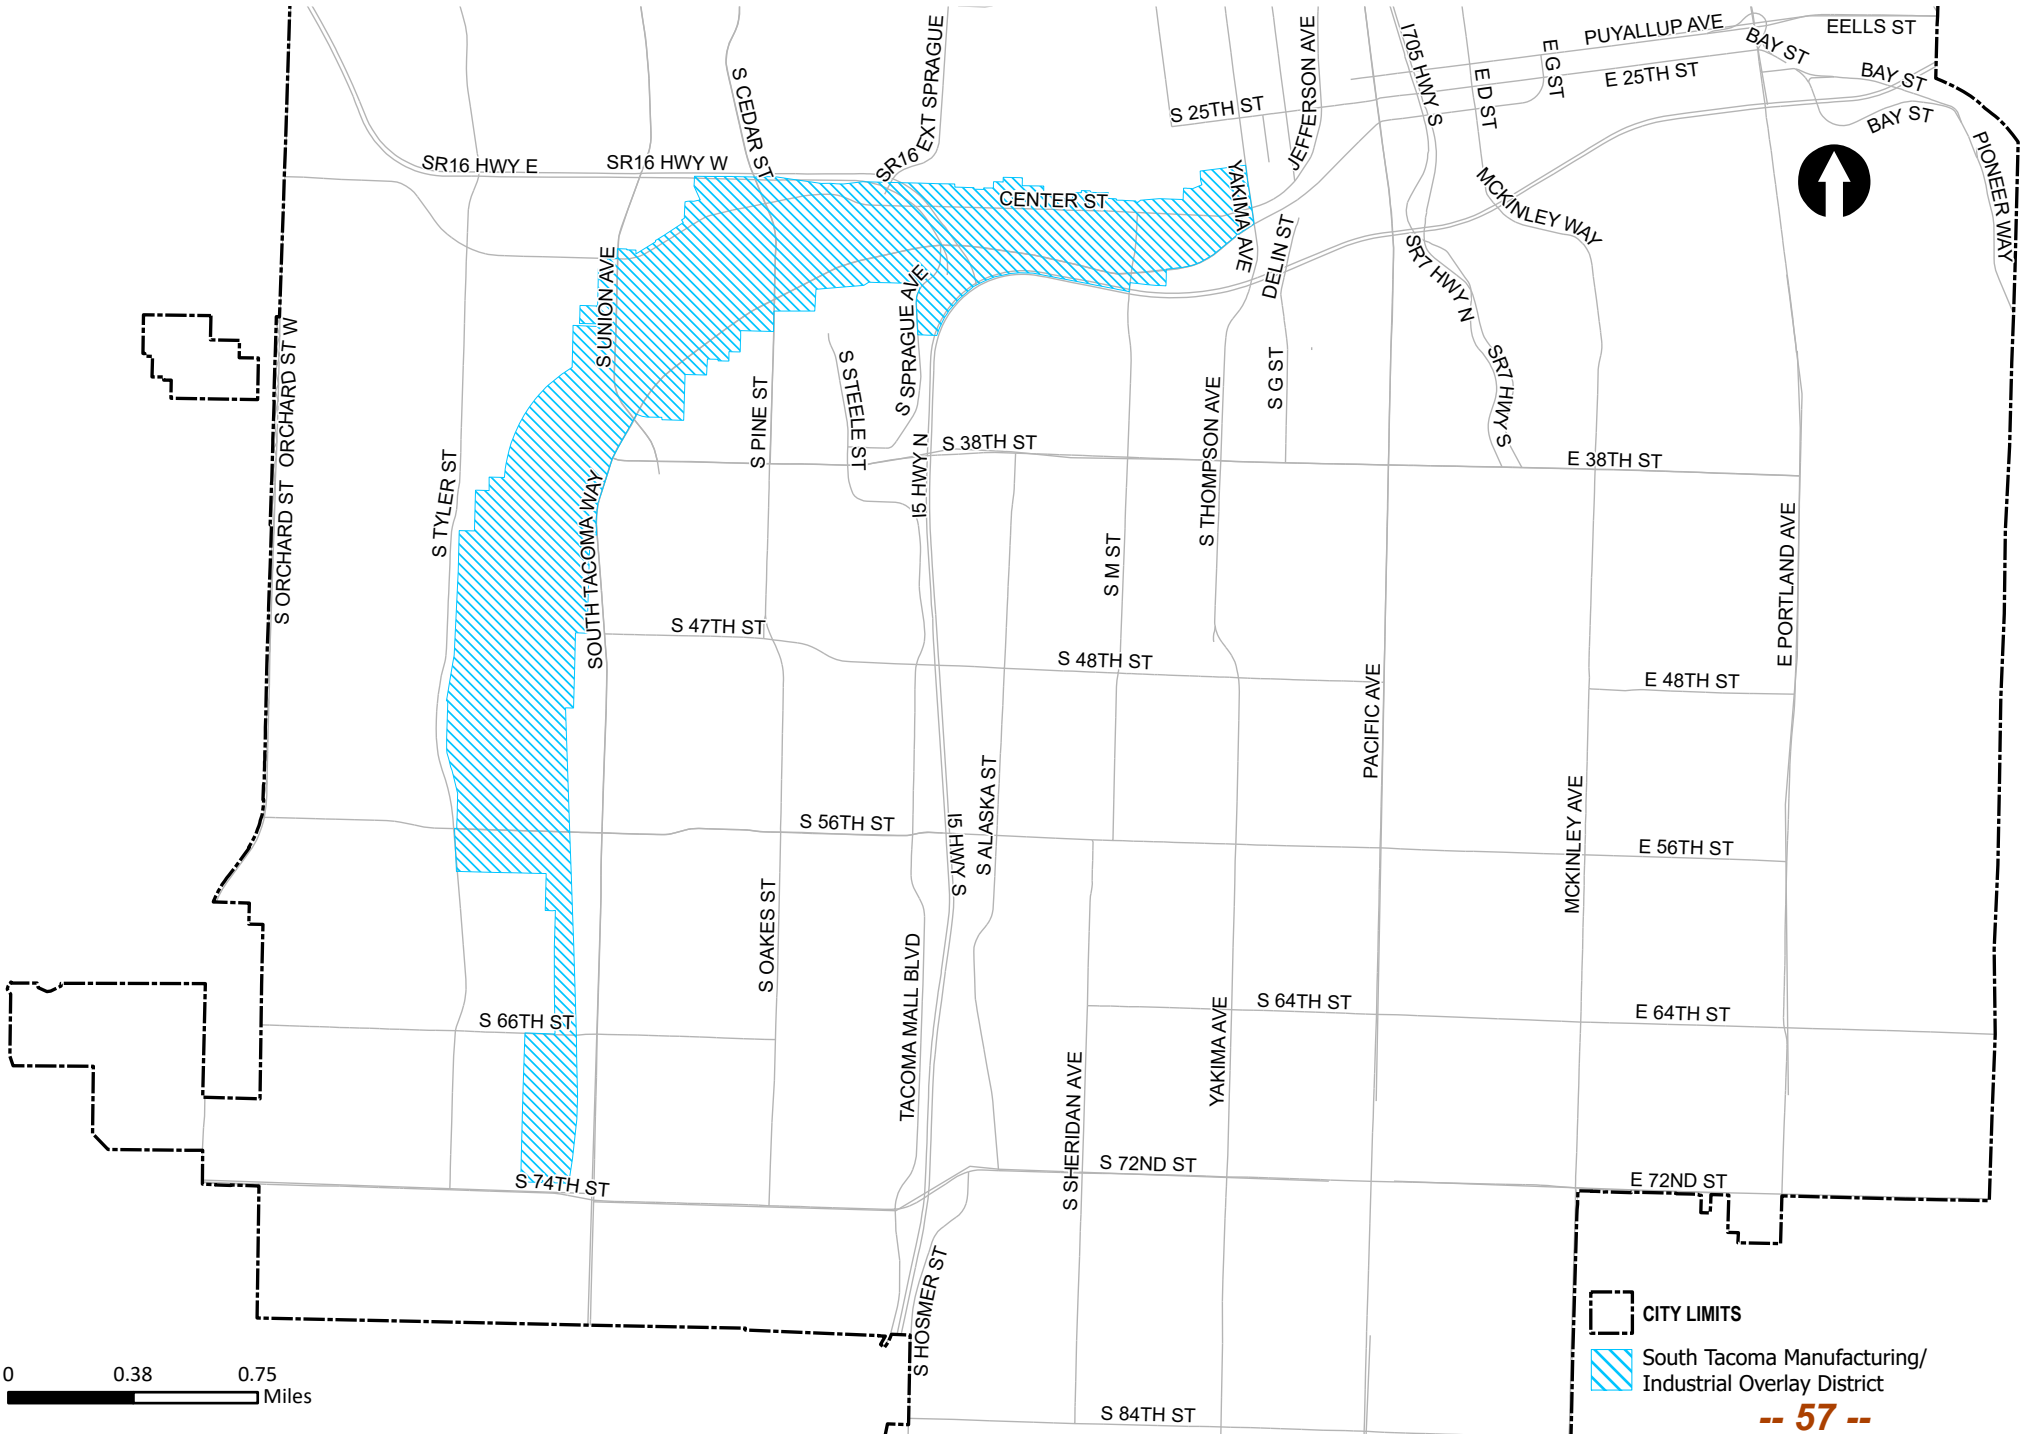 PUYALLUP AVE
EELLS ST
BAY ST
BAY ST
BAY ST
E G ST
E 25TH ST
E D ST
I705 HWY S
JEFFERSON AVE
S 25TH ST
EXT SPRAGUE
SR16
S CEDAR ST
SR16 HWY E
SR16 HWY W
CENTER ST
YAKIMA AVE
DELIN ST
MCKINLEY WAY
PIONEER WAY
SR7 HWY N
SR7 HWY S
S UNION AVE
S SPRAGUE AVE
S STEELE ST
S PINE ST
S G ST
S THOMPSON AVE
ORCHARD ST W
S ORCHARD ST
S TYLER ST
SOUTH TACOMA WAY
I5 HWY N
S 38TH ST
E 38TH ST
S M ST
E PORTLAND AVE
S 47TH ST
S 48TH ST
E 48TH ST
PACIFIC AVE
MCKINLEY AVE
S ALASKA ST
I5 HWY S
S 56TH ST
E 56TH ST
S OAKES ST
TACOMA MALL BLVD
S 66TH ST
S 64TH ST
E 64TH ST
YAKIMA AVE
S SHERIDAN AVE
S 72ND ST
E 72ND ST
S 74TH ST
S HOSMER ST
S 84TH ST
0 0.38 0.75
Miles
CITY LIMITS
South Tacoma Manufacturing/
Industrial Overlay District
-- 57 --